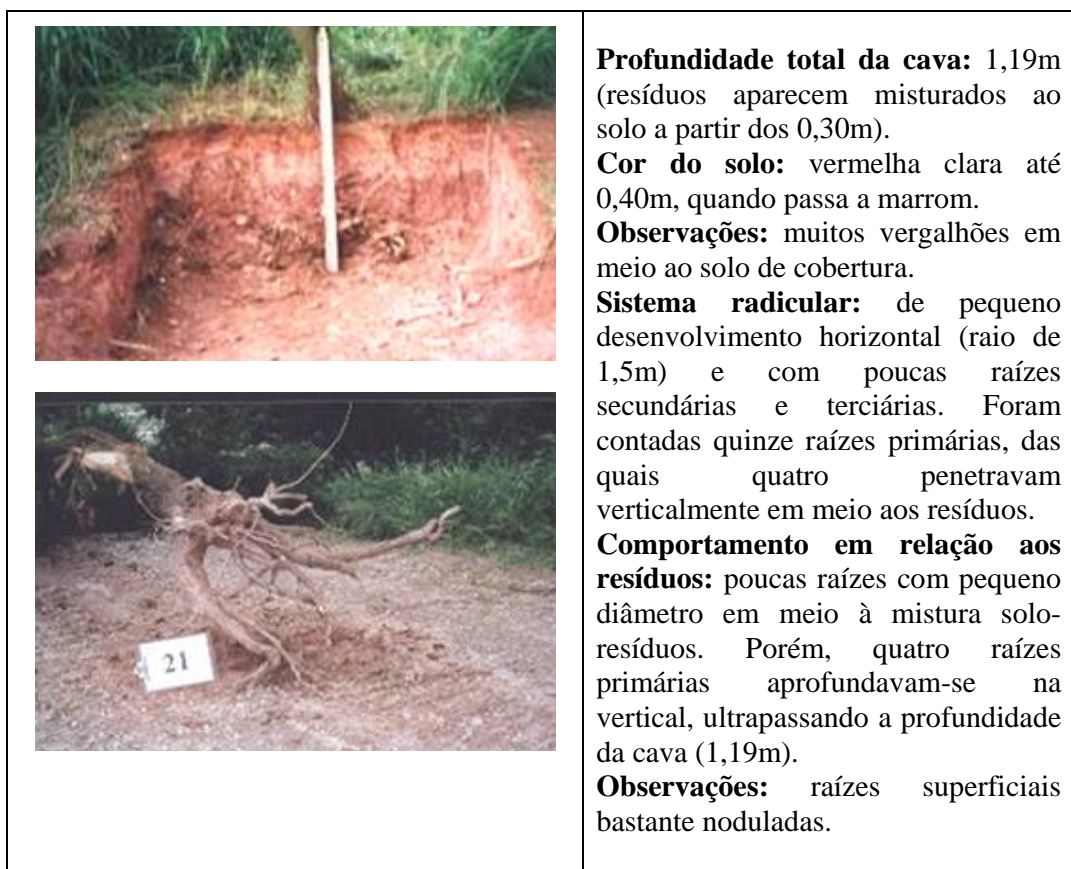 21
Profundidade total da cava: 1,19m
(resíduos aparecem misturados ao
solo a partir dos 0,30m).
Cor do solo: vermelha clara até
0,40m, quando passa a marrom.
Observações: muitos vergalhões em
meio ao solo de cobertura.
Sistema radicular: de pequeno
desenvolvimento horizontal (raio de
1,5m) e com poucas raízes
secundárias e terciárias. Foram
contadas quinze raízes primárias, das
quais quatro penetravam
verticalmente em meio aos resíduos.
Comportamento em relação aos
resíduos: poucas raízes com pequeno
diâmetro em meio à mistura solo-
resíduos. Porém, quatro raízes
primárias aprofundavam-se na
vertical, ultrapassando a profundidade
da cava (1,19m).
Observações: raízes superficiais
bastante noduladas.